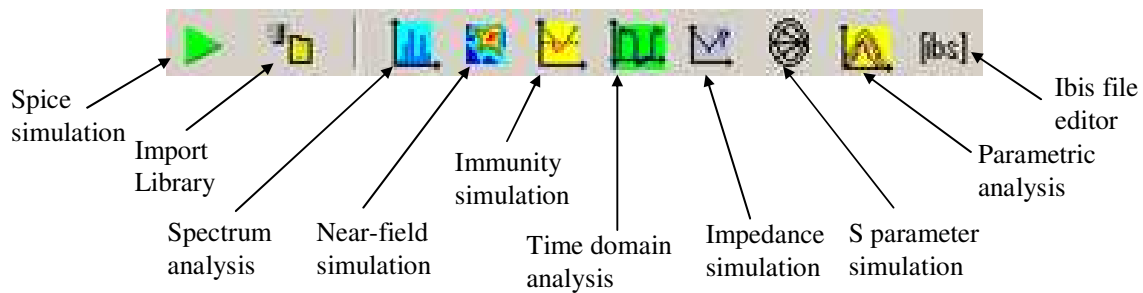 [ibs]
Spice
simulation
Import
Library
Spectrum
analysis
Near-field
simulation
Immunity
simulation
Time domain
analysis
Impedance
simulation
S parameter
simulation
Parametric
analysis
Ibis file
editor